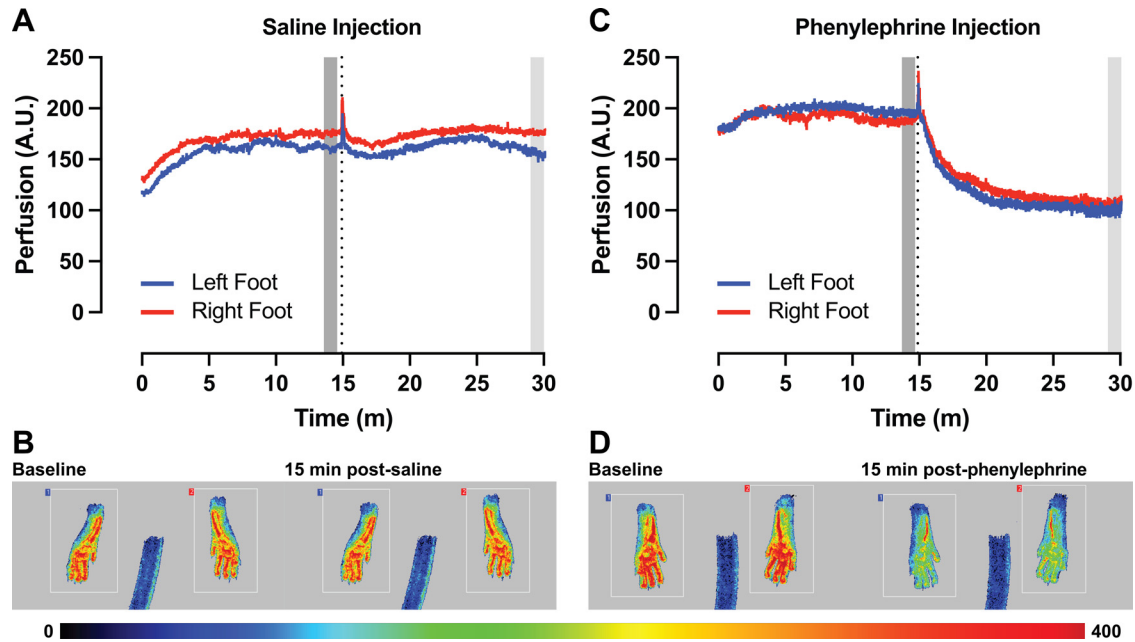 A
Saline Injection
Perfusion (A.U.)
250
200
150
100
50
0
Left Foot
Right Foot
0 5 10 15 20 25 30
Time (m)
C
Phenylephrine Injection
Perfusion (A.U.)
250
200
150
100
50
0
Left Foot
Right Foot
0 5 10 15 20 25 30
Time (m)
B
Baseline 15 min post-saline
1 2 1 2
D
Baseline 15 min post-phenylephrine
1 2 1 2
0 400